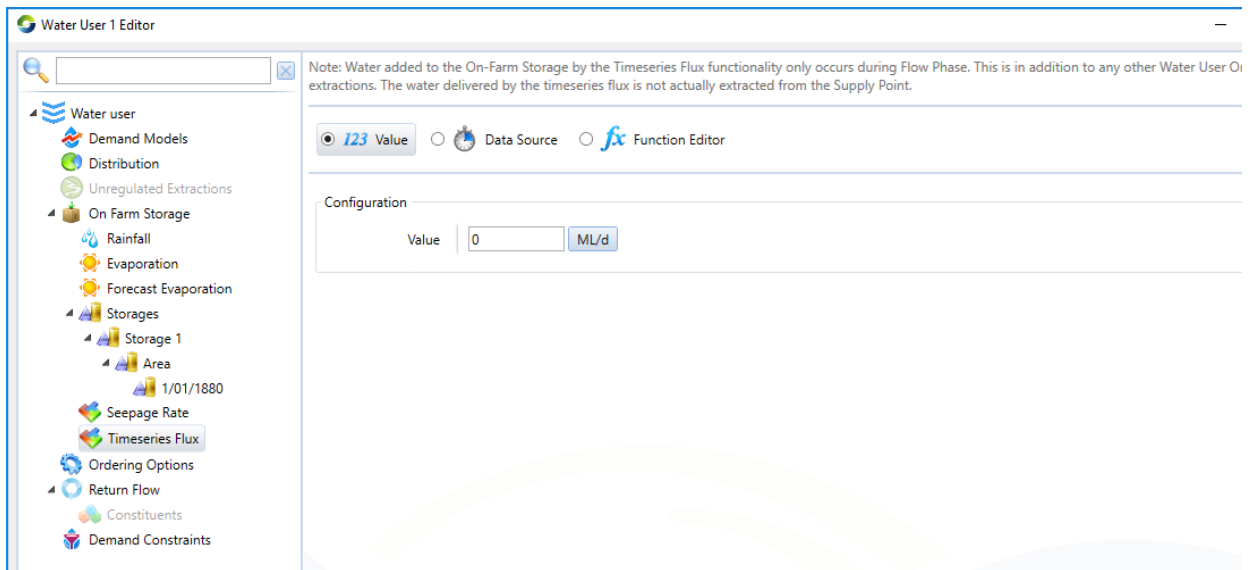 Water User 1 Editor
Note: Water added to the On-Farm Storage by the Timeseries Flux functionality only occurs during Flow Phase. This is in addition to any other Water User
extractions. The water delivered by the timeseries flux is not actually extracted from the Supply Point.
Water user
Demand Models
Distribution
Unregulated Extractions
On Farm Storage
Rainfall
Evaporation
Forecast Evaporation
Storages
Storage 1
Area
1/01/1880
Seepage Rate
Timeseries Flux
Ordering Options
Return Flow
Constituents
Demand Constraints
123 Value Data Source fx Function Editor
Configuration
Value 0 ML/d